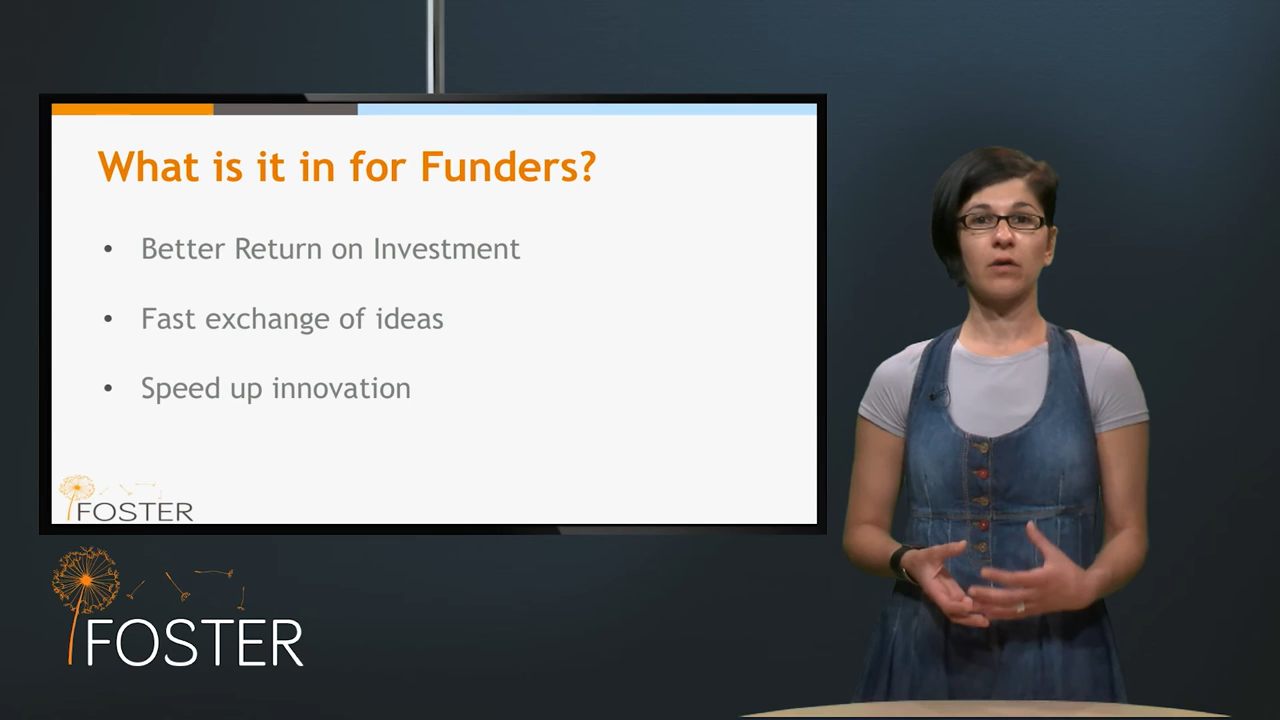 What is it in for Funders?
• Better Return on Investment
• Fast exchange of ideas
• Speed up innovation
FOSTER
FOSTER